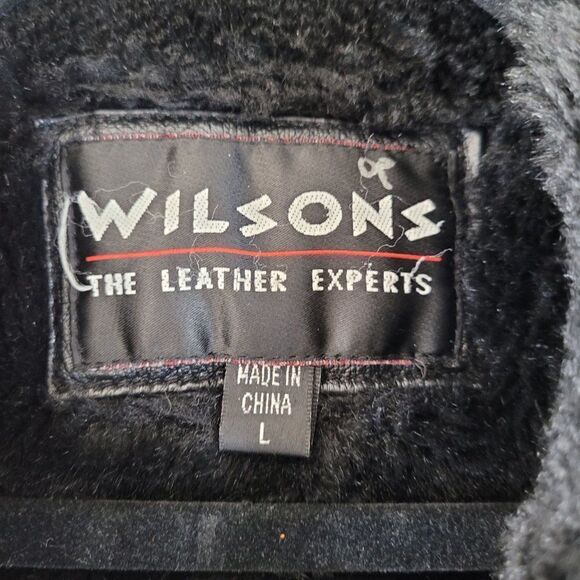 WILSONS
THE LEATHER EXPERTS
MADE IN
CHINA
L